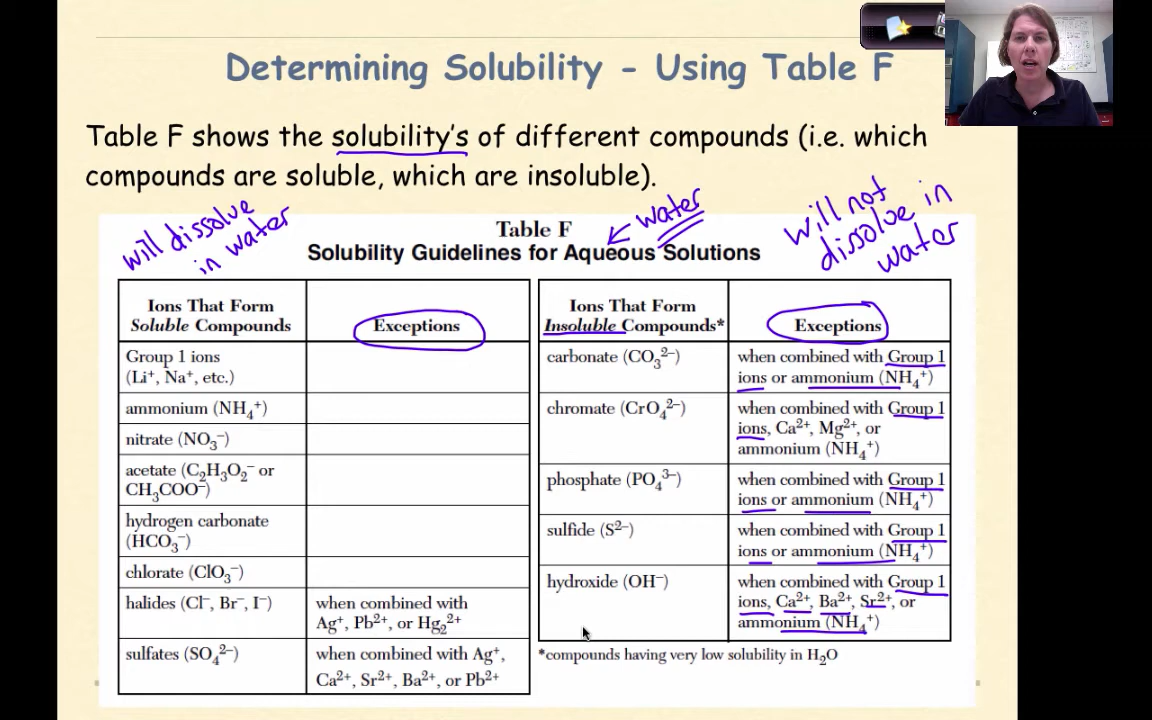 Determining Solubility - Using Table F
Table F shows the solubility's of different compounds (i.e. which
compounds are soluble, which are insoluble).
will dissolve
in water
water
will not
dissolve in
water
Table F
Solubility Guidelines for Aqueous Solutions
Ions That Form
Soluble Compounds
Exceptions
Group 1 ions
(Li⁺, Na⁺, etc.)
ammonium (NH₄⁺)
nitrate (NO₃⁻)
acetate (C₂H₃O₂⁻ or
CH₃COO⁻)
hydrogen carbonate
(HCO₃⁻)
chlorate (ClO₃⁻)
halides (Cl⁻, Br⁻, I⁻)
when combined with
Ag⁺, Pb²⁺, or Hg₂²⁺
sulfates (SO₄²⁻)
when combined with Ag⁺,
Ca²⁺, Sr²⁺, Ba²⁺, or Pb²⁺
Ions That Form
Insoluble Compounds*
Exceptions
carbonate (CO₃²⁻)
when combined with Group 1
ions or ammonium (NH₄⁺)
chromate (CrO₄²⁻)
when combined with Group 1
ions, Ca²⁺, Mg²⁺, or
ammonium (NH₄⁺)
phosphate (PO₄³⁻)
when combined with Group 1
ions or ammonium (NH₄⁺)
sulfide (S²⁻)
when combined with Group 1
ions or ammonium (NH₄⁺)
hydroxide (OH⁻)
when combined with Group 1
ions, Ca²⁺, Ba²⁺, Sr²⁺, or
ammonium (NH₄⁺)
*compounds having very low solubility in H₂O